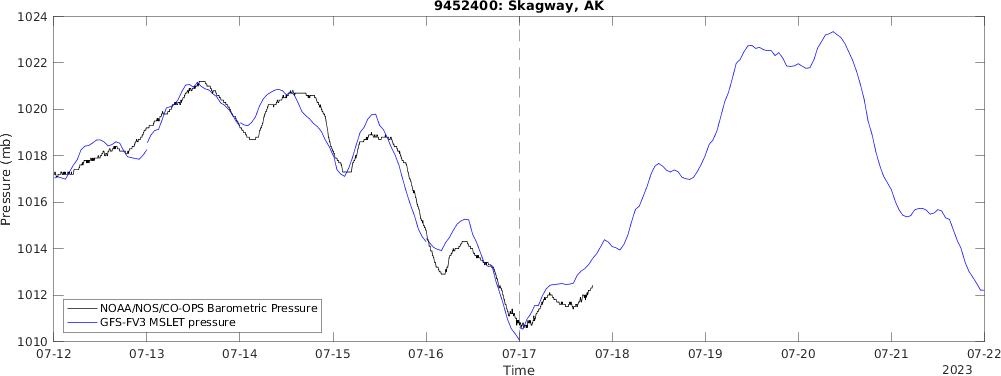 9452400: Skagway, AK
Pressure (mb)
1024
1022
1020
1018
1016
1014
1012
1010
NOAA/NOS/CO-OPS Barometric Pressure
GFS-FV3 MSLET pressure
07-12 07-13 07-14 07-15 07-16 07-17 07-18 07-19 07-20 07-21 07-22
Time
2023